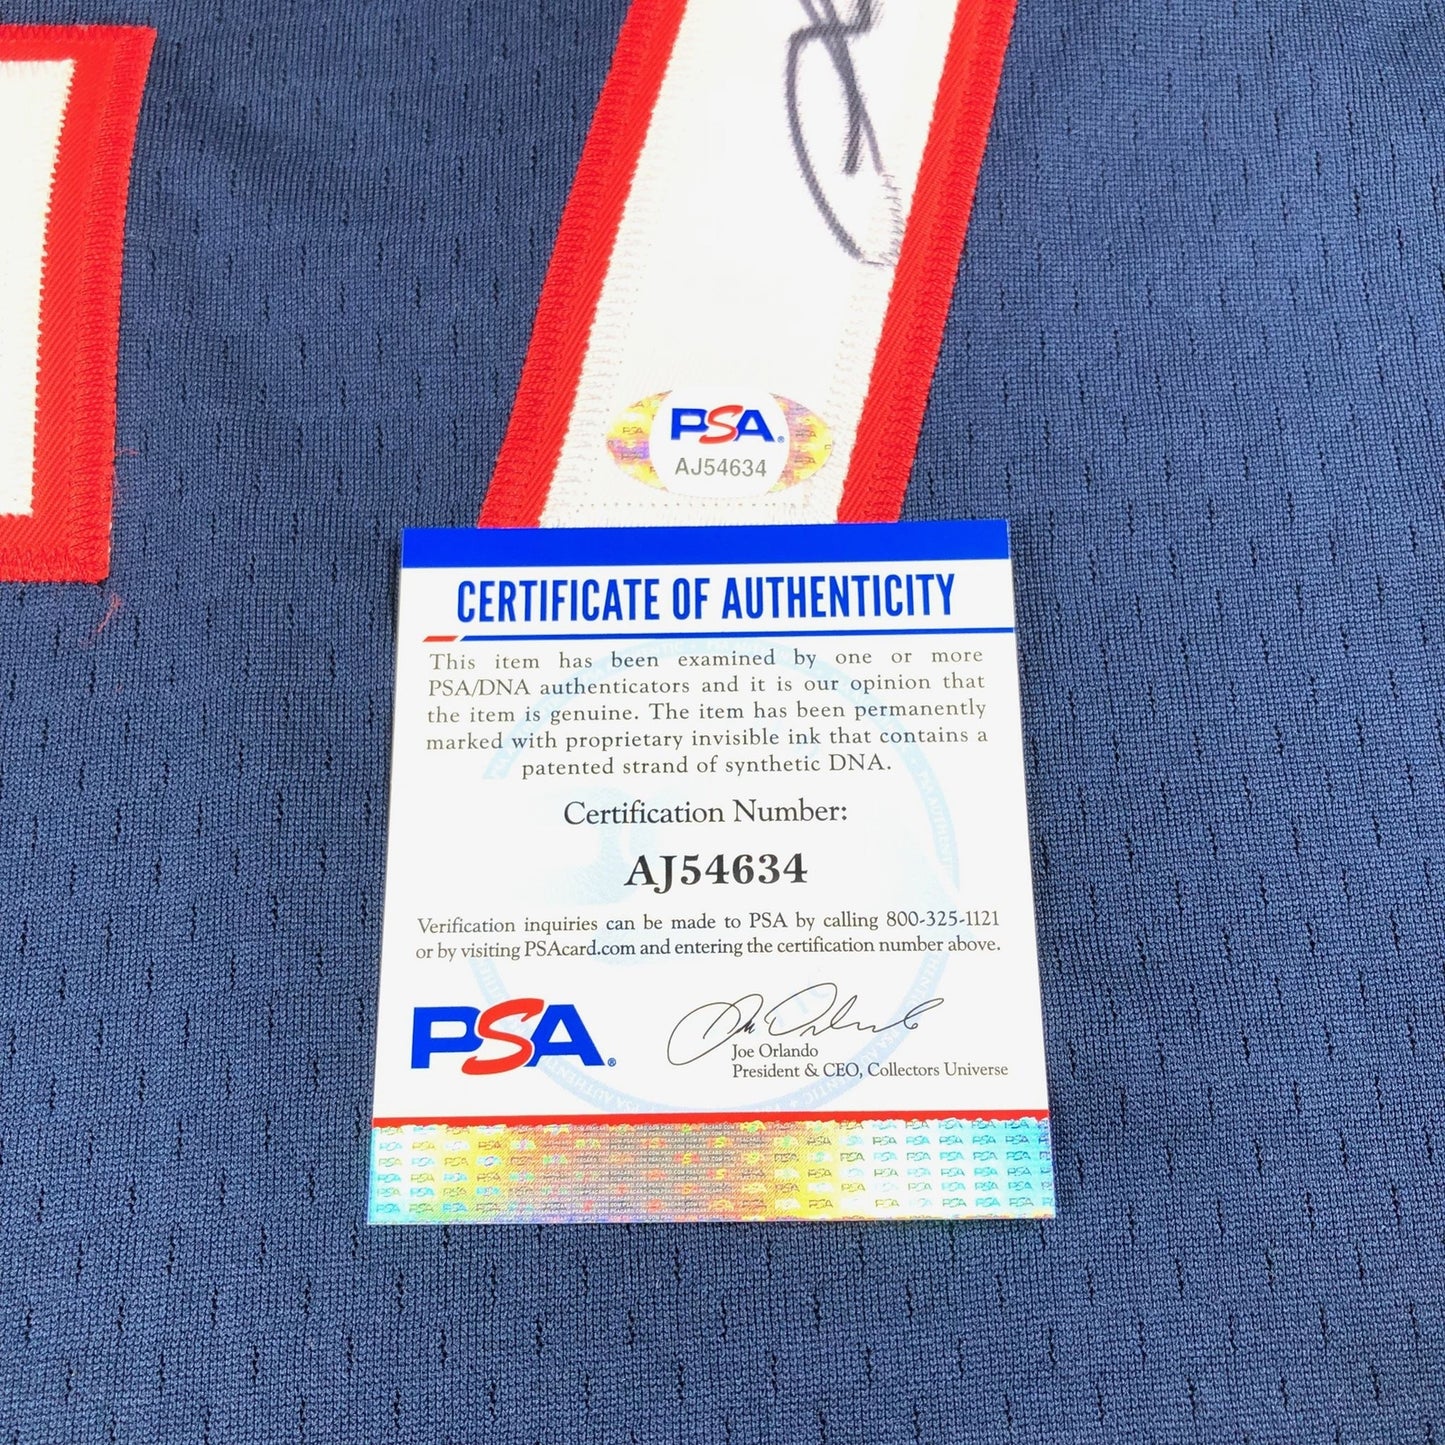 PSA
AJ54634
CERTIFICATE OF AUTHENTICITY
This item has been examined by one or more
PSA/DNA authenticators and it is our opinion that
the item is genuine. The item has been permanently
marked with proprietary invisible ink that contains a
patented strand of synthetic DNA.
Certification Number:
AJ54634
Verification inquiries can be made to PSA by calling 800-325-1121
or by visiting PSAcard.com and entering the certification number above.
PSA®
Joe Orlando
President & CEO, Collectors Universe